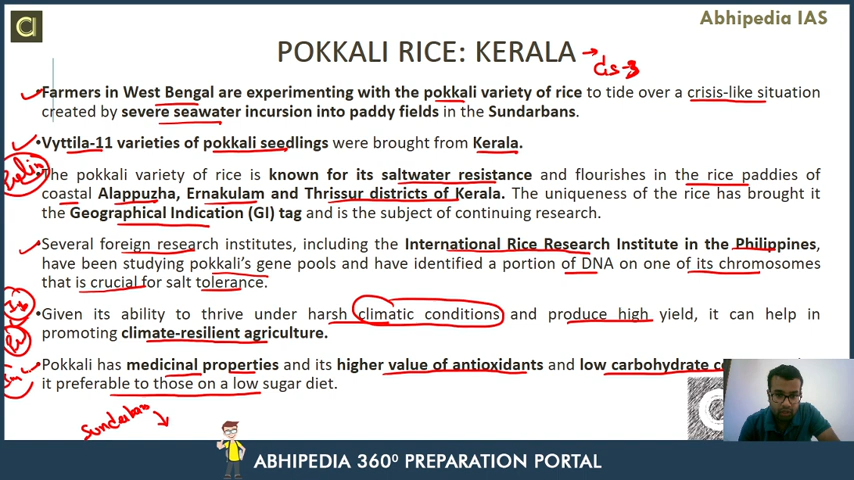 Abhipedia IAS
POKKALI RICE: KERALA
GS-3
•Farmers in West Bengal are experimenting with the pokkali variety of rice to tide over a crisis-like situation
created by severe seawater incursion into paddy fields in the Sundarbans.
•Vyttila-11 varieties of pokkali seedlings were brought from Kerala.
•The pokkali variety of rice is known for its saltwater resistance and flourishes in the rice paddies of
coastal Alappuzha, Ernakulam and Thrissur districts of Kerala. The uniqueness of the rice has brought it
the Geographical Indication (GI) tag and is the subject of continuing research.
•Several foreign research institutes, including the International Rice Research Institute in the Philippines,
have been studying pokkali's gene pools and have identified a portion of DNA on one of its chromosomes
that is crucial for salt tolerance.
•Given its ability to thrive under harsh climatic conditions and produce high yield, it can help in
promoting climate-resilient agriculture.
•Pokkali has medicinal properties and its higher value of antioxidants and low carbohydrate
it preferable to those on a low sugar diet.
Sundarbans
ABHIPEDIA 360⁰ PREPARATION PORTAL